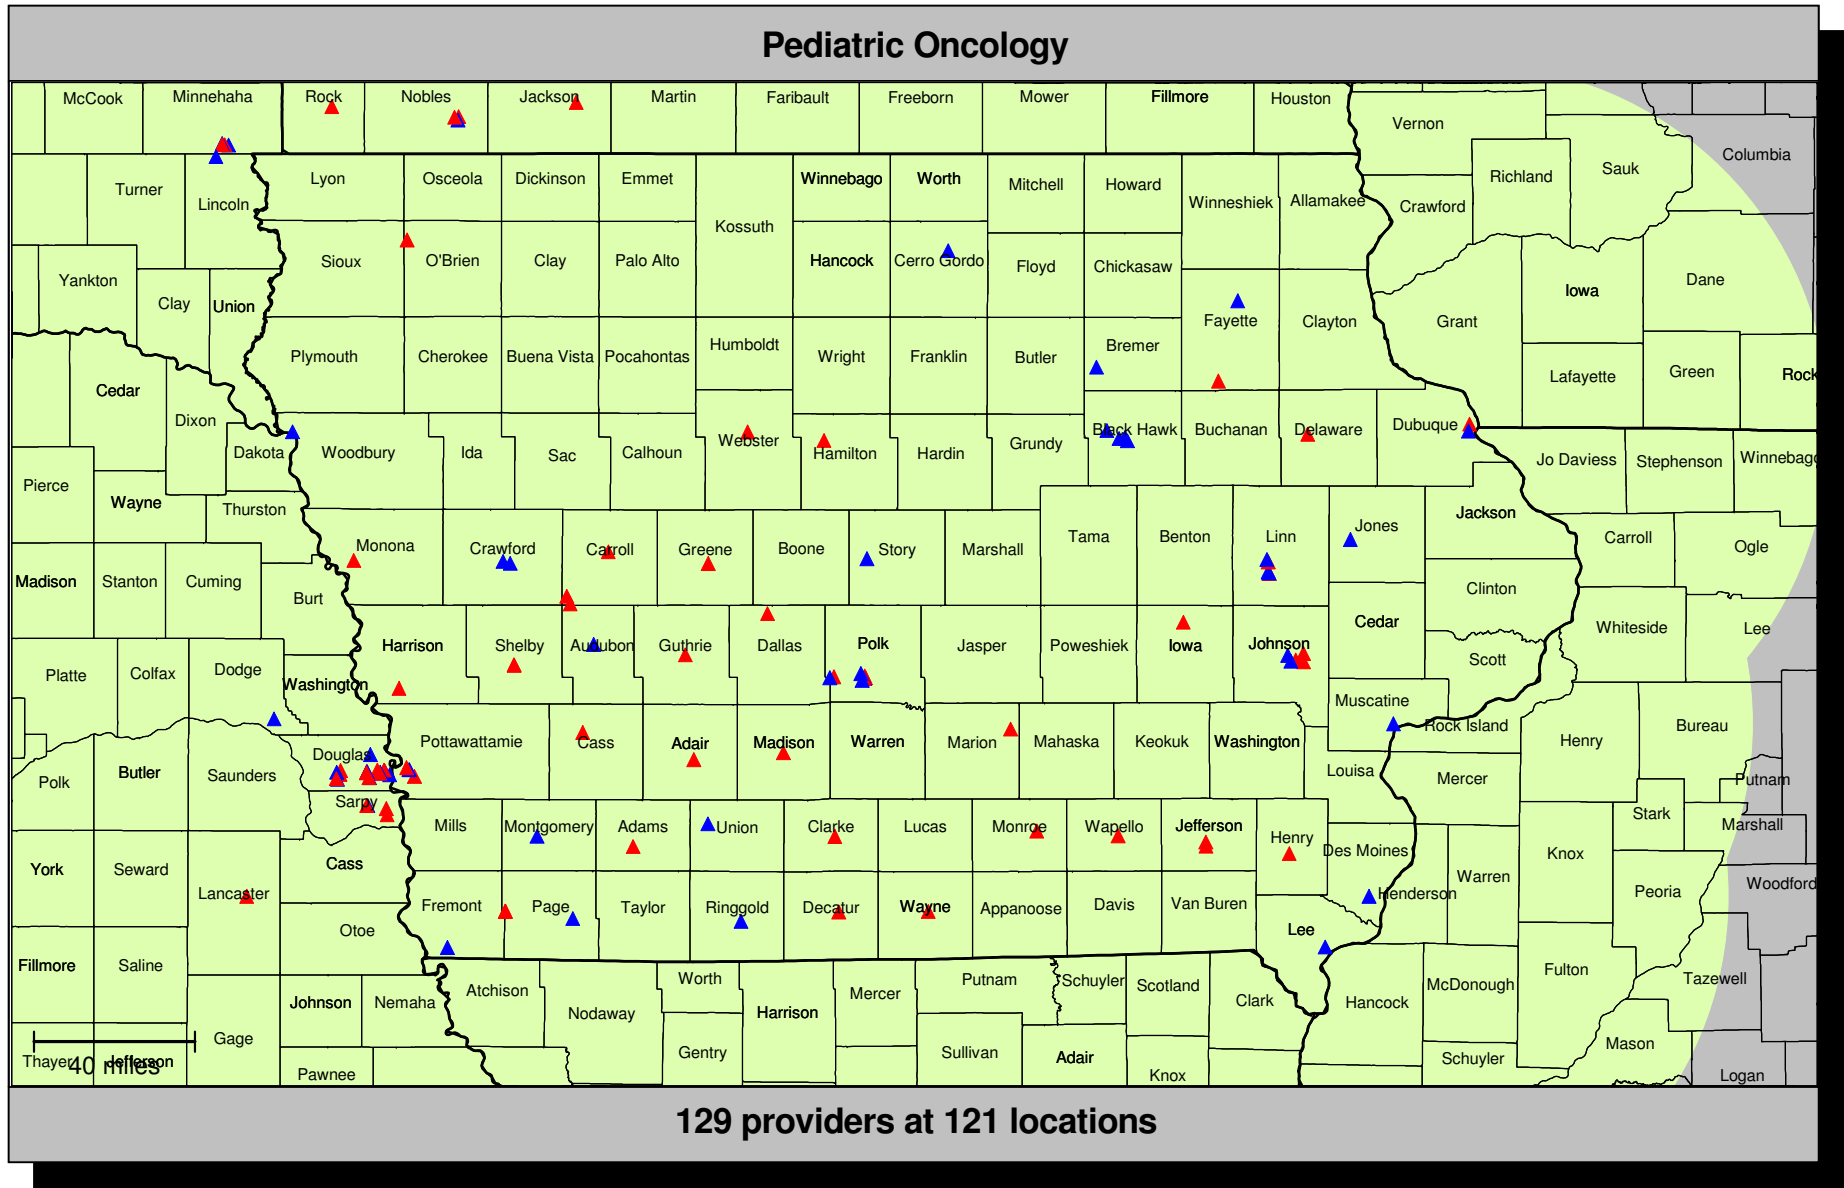 Pediatric Oncology
McCook Minnehaha Rock Nobles Jackson Martin Faribault Freeborn Mower Fillmore Houston
Vernon
Columbia
Sauk
Richland
Turner Lyon Osceola Dickinson Emmet Winnebago Worth Mitchell Howard
Lincoln Winneshiek Allamakee Crawford
Kossuth
Yankton Sioux O'Brien Clay Palo Alto Hancock Cerro Gordo Floyd Chickasaw Dane
Clay Union Iowa
Fayette Clayton Grant
Plymouth Cherokee Buena Vista Pocahontas Humboldt Wright Franklin Butler Bremer
Lafayette Green Rock
Cedar
Dixon
Dakota Woodbury Ida Sac Calhoun Webster Hamilton Hardin Grundy Black Hawk Buchanan Delaware Dubuque
Jo Daviess Stephenson Winnebago
Pierce
Wayne Thurston
Jackson
Monona Crawford Carroll Greene Boone Story Marshall Tama Benton Linn Jones
Carroll Ogle
Madison Stanton Cuming
Burt
Clinton
Cedar Whiteside Lee
Harrison Shelby Audubon Guthrie Dallas Polk Jasper Poweshiek Iowa Johnson
Scott
Platte Colfax Dodge
Washington
Muscatine
Rock Island Bureau
Henry
Pottawattamie Cass Adair Madison Warren Marion Mahaska Keokuk Washington
Douglas
Polk Butler Saunders
Louisa Mercer Putnam
Sarpy
Stark Marshall
Mills Montgomery Adams Union Clarke Lucas Monroe Wapello Jefferson Henry
Des Moines Knox
Cass
York Seward
Lancaster
Warren Peoria Woodford
Henderson
Fremont Page Taylor Ringgold Decatur Wayne Appanoose Davis Van Buren
Otoe
Lee
Fillmore Saline
Fulton Tazewell
Atchison Worth Putnam Schuyler Scotland McDonough
Johnson Nemaha Nodaway Harrison Mercer Clark Hancock
Gage
Mason
Gentry Sullivan Adair Schuyler
Thayer Jefferson
40 miles
Pawnee Knox Logan
129 providers at 121 locations